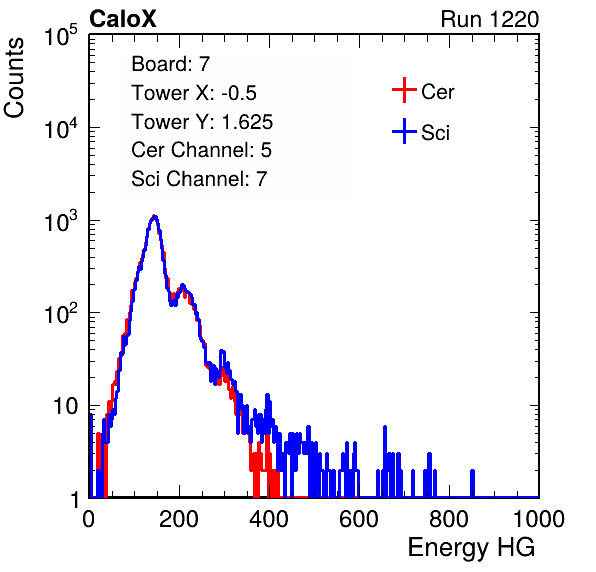 CaloX Run 1220
Counts
Board: 7
Tower X: -0.5
Tower Y: 1.625
Cer Channel: 5
Sci Channel: 7
Cer
Sci
10^5
10^4
10^3
10^2
10
1
0 200 400 600 800 1000
Energy HG